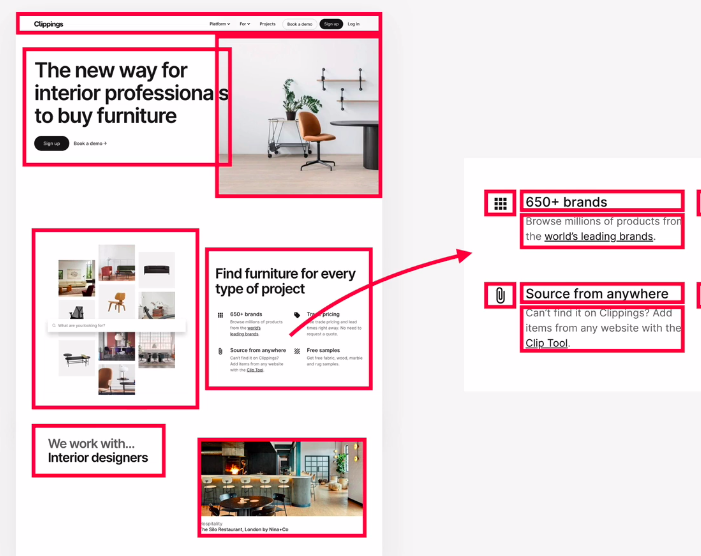 Clippings
Platform
For
Projects
Book a demo
Sign up
Log in
The new way for
interior professionals
to buy furniture
Sign up
Book a demo →
What are you looking for?
Find furniture for every
type of project
650+ brands
Browse millions of products
from the world's
leading brands.
Trade pricing
Get trade pricing and lead
times right away. No need to
request a quote.
Source from anywhere
Can't find it on Clippings?
Add items from any website
with the Clip Tool.
Free samples
Get free fabric, wood, marble
and rug samples.
We work with...
Interior designers
Hospitality
The Silo Restaurant, London by Nina+Co
650+ brands
Browse millions of products from
the world's leading brands.
Source from anywhere
Can't find it on Clippings? Add
items from any website with the
Clip Tool.